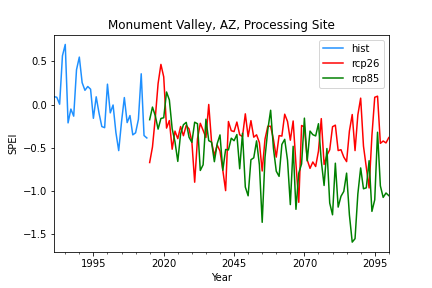 Monument Valley, AZ, Processing Site
hist
rcp26
rcp85
0.5
0.0
−0.5
−1.0
−1.5
SPEI
1995
2020
2045
2070
2095
Year